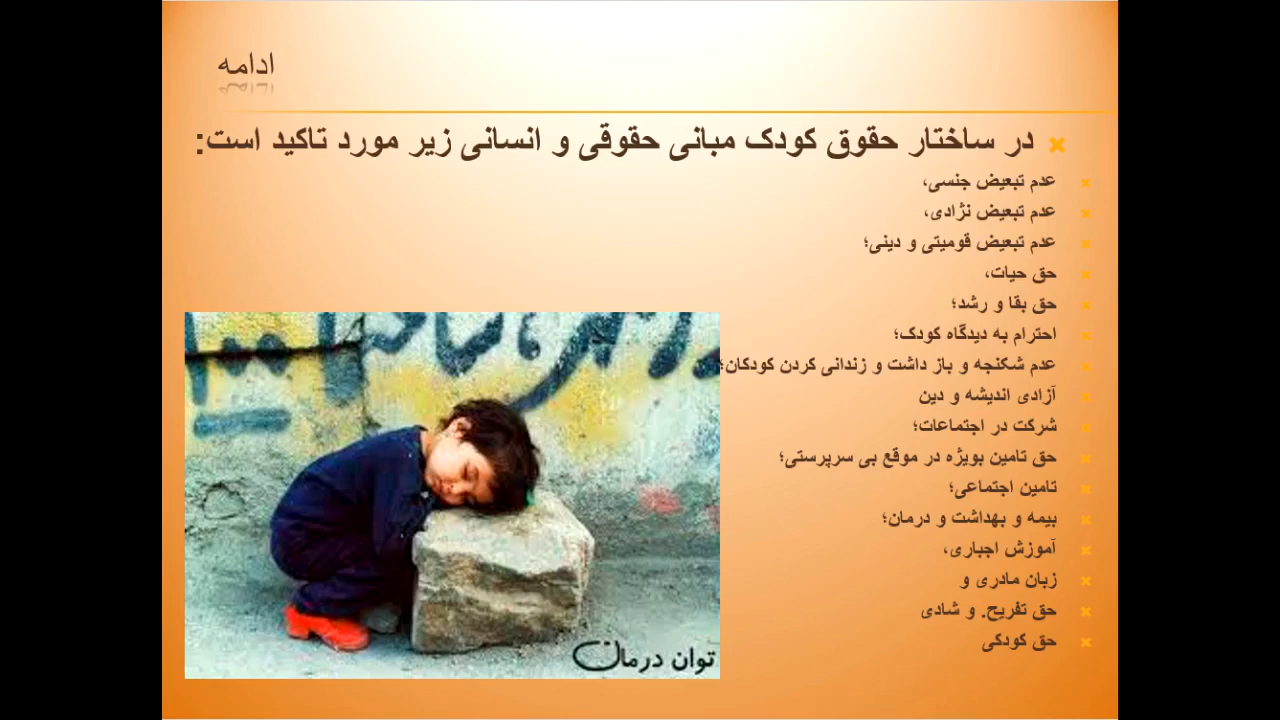 ادامه
در ساختار حقوق کودک مبانی حقوقی و انسانی زیر مورد تاکید است:
عدم تبعیض جنسی،
عدم تبعیض نژادی،
عدم تبعیض قومیتی و دینی؛
حق حیات،
حق بقا و رشد؛
احترام به دیدگاه کودک؛
عدم شکنجه و باز داشت و زندانی کردن کودکان؛
آزادی اندیشه و دین
شرکت در اجتماعات؛
حق تامین بویژه در موقع بی سرپرستی؛
تامین اجتماعی؛
بیمه و بهداشت و درمان؛
آموزش اجباری،
زبان مادری و
حق تفریح. و شادی
حق کودکی
توان درمان